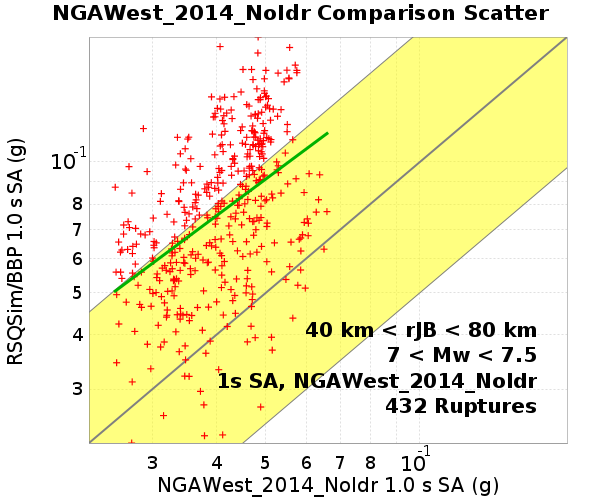 NGAWest_2014_NoIdr Comparison Scatter
RSQSim/BBP 1.0 s SA (g)
10-1
8
7
6
5
4
3
40 km < rJB < 80 km
7 < Mw < 7.5
1s SA, NGAWest_2014_NoIdr
432 Ruptures
3 4 5 6 7 8 10-1
NGAWest_2014_NoIdr 1.0 s SA (g)